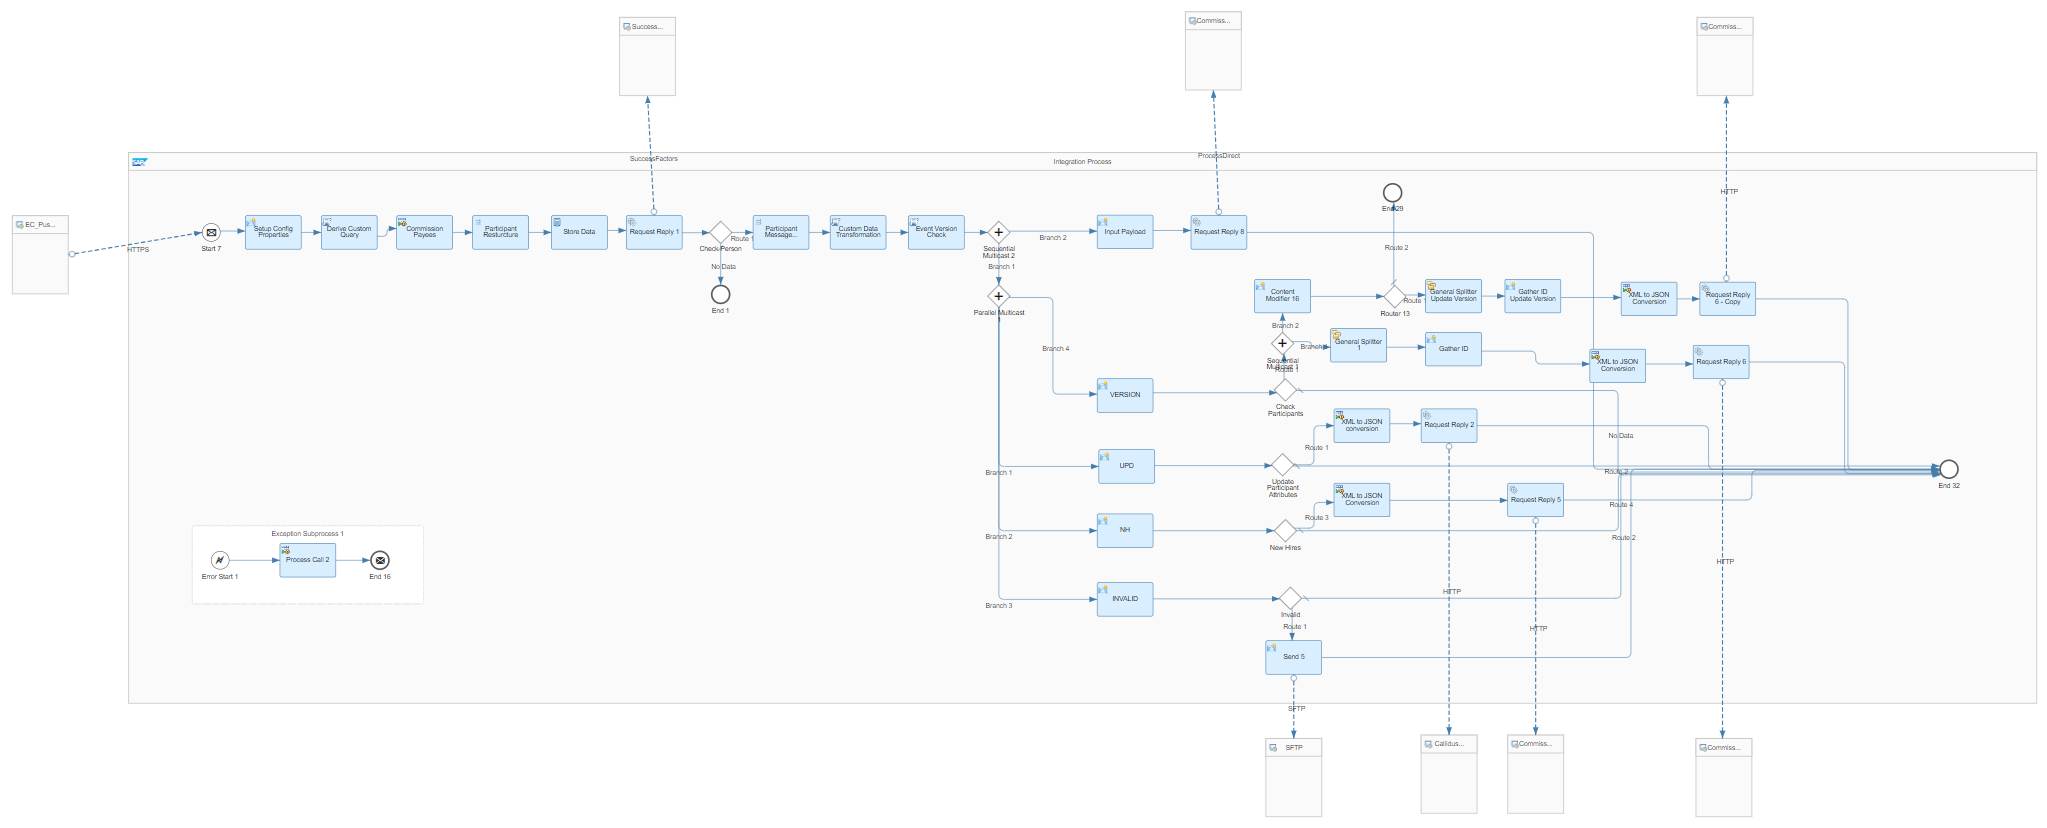 Success...
Commiss...
Commiss...
SAP
SuccessFactors
Integration Process
ProcessDirect
HTTP
EC_Pus...
HTTPS
Start 7
Setup Config
Properties
Derive Custom
Query
Commission
Payees
Participant
Resturcture
Store Data
Request Reply 1
Check Person
Route 1
No Data
End 1
Participant
Message...
Custom Data
Transformation
Event Version
Check
Sequential
Multicast 2
Branch 2
Branch 1
Input Payload
Request Reply 8
End 29
Route 2
Parallel Multicast
1
Content
Modifier 16
Router 13
Route
General Splitter
Update Version
Gather ID
Update Version
XML to JSON
Conversion
Request Reply
6 - Copy
Branch 2
Sequential
Multicast 1
Branch
General Splitter
1
Gather ID
XML to JSON
Conversion
Request Reply 6
Branch 4
Route 1
VERSION
Check
Participants
XML to JSON
conversion
Request Reply 2
No Data
Branch 1
UPD
Update
Participant
Attributes
Route 1
Route 2
End 32
XML to JSON
Conversion
Request Reply 5
Route 4
Branch 2
NH
New Hires
Route 3
Route 2
Exception Subprocess 1
Error Start 1
Process Call 2
End 16
HTTP
HTTP
Branch 3
INVALID
Invalid
Route 1
HTTP
Send 5
SFTP
SFTP
Callidus...
Commiss...
Commiss...